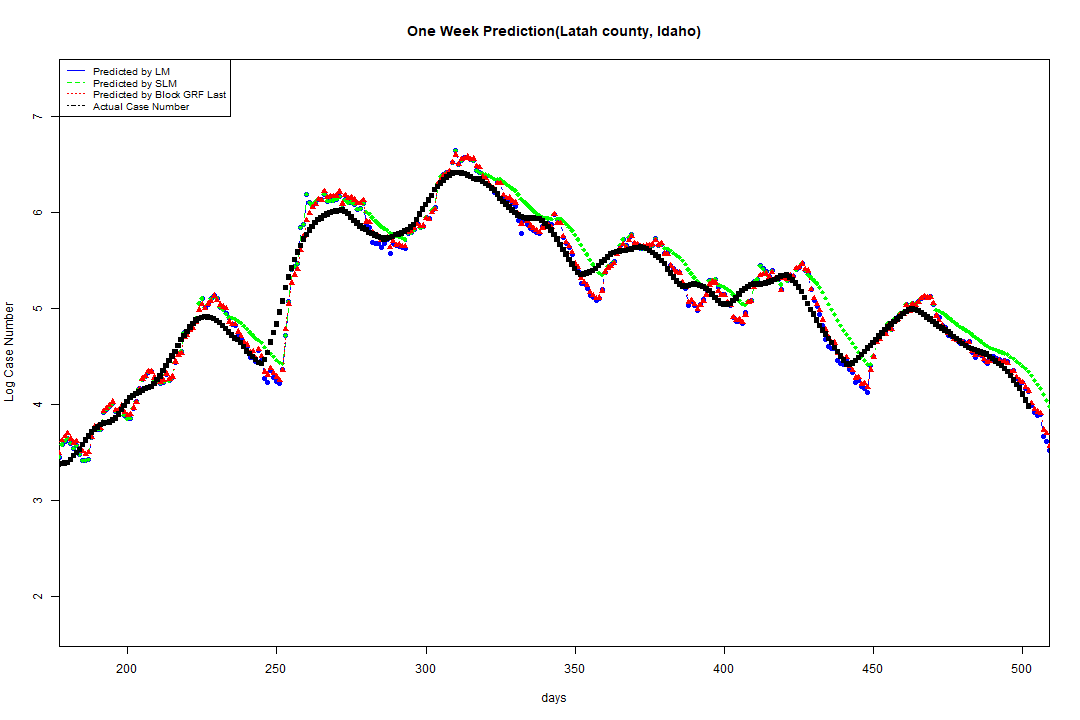 One Week Prediction(Latah county, Idaho)
Predicted by LM
Predicted by SLM
Predicted by Block GRF Last
Actual Case Number
7
6
5
4
3
2
Log Case Number
200 250 300 350 400 450 500
days